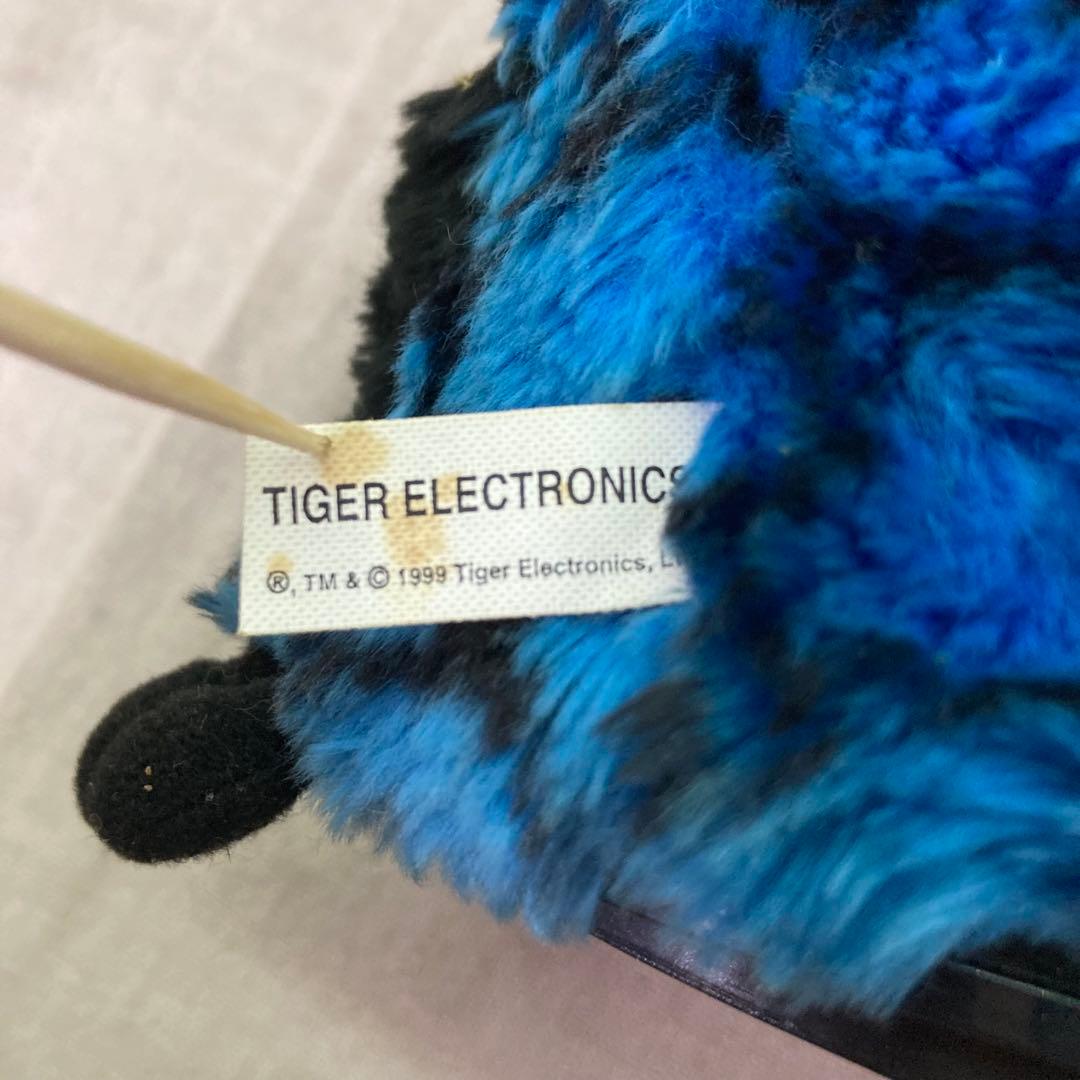 TIGER ELECTRONICS
®, TM & © 1999 Tiger Electronics,